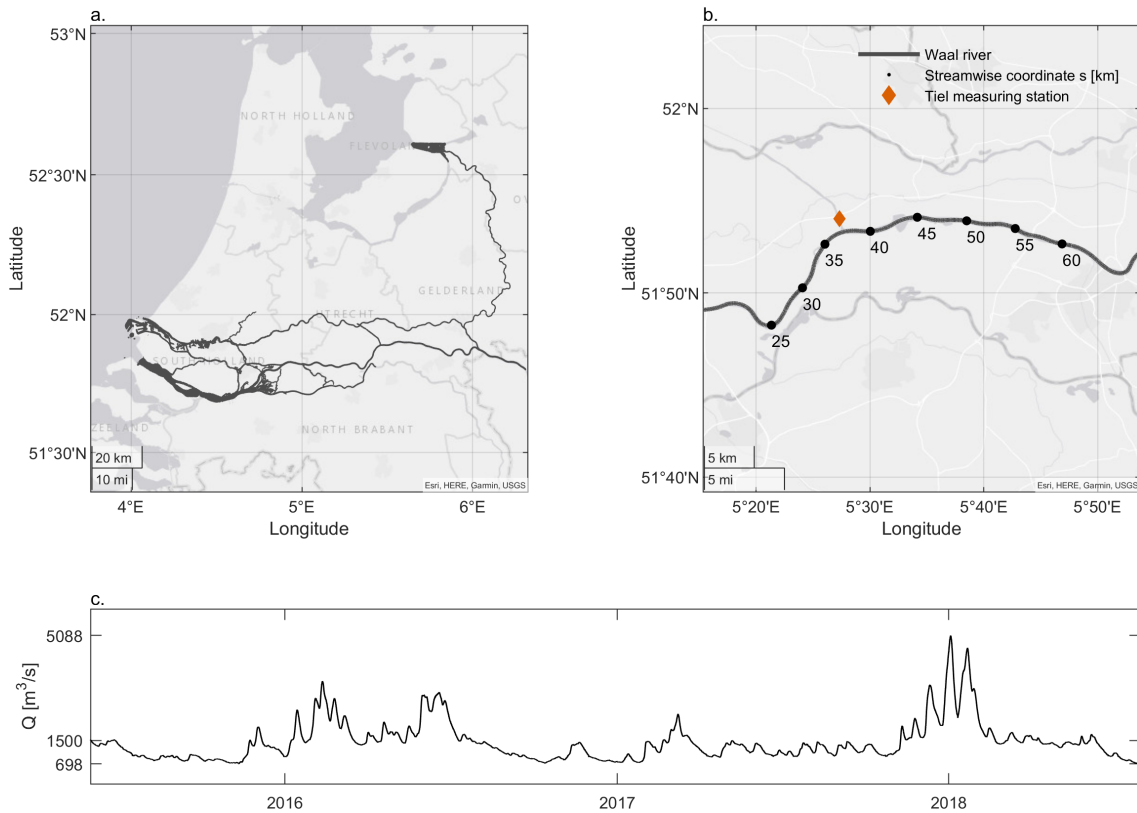 a.
53°N
52°30'N
52°N
51°30'N
Latitude
NORTH HOLLAND
FLEVOLAN
OV
GELDERLAND
UTRECHT
SOUTH HOLLAND
ZEELAND
NORTH BRABANT
20 km
10 mi
Esri, HERE, Garmin, USGS
4°E
5°E
6°E
Longitude
b.
Waal river
Streamwise coordinate s [km]
Tiel measuring station
52°N
51°50'N
51°40'N
Latitude
25
30
35
40
45
50
55
60
5 km
5 mi
Esri, HERE, Garmin, USGS
5°20'E
5°30'E
5°40'E
5°50'E
Longitude
c.
Q [m³/s]
5088
1500
698
2016
2017
2018